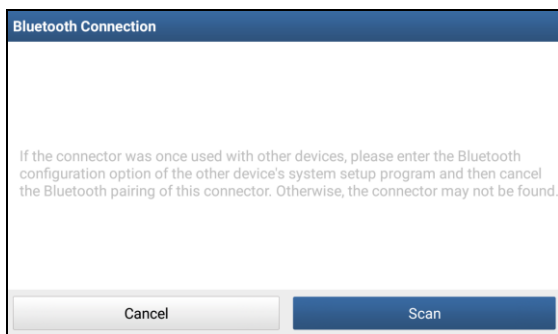 Bluetooth Connection
If the connector was once used with other devices, please enter the Bluetooth
configuration option of the other device's system setup program and then cancel
the Bluetooth pairing of this connector. Otherwise, the connector may not be found.
Cancel
Scan